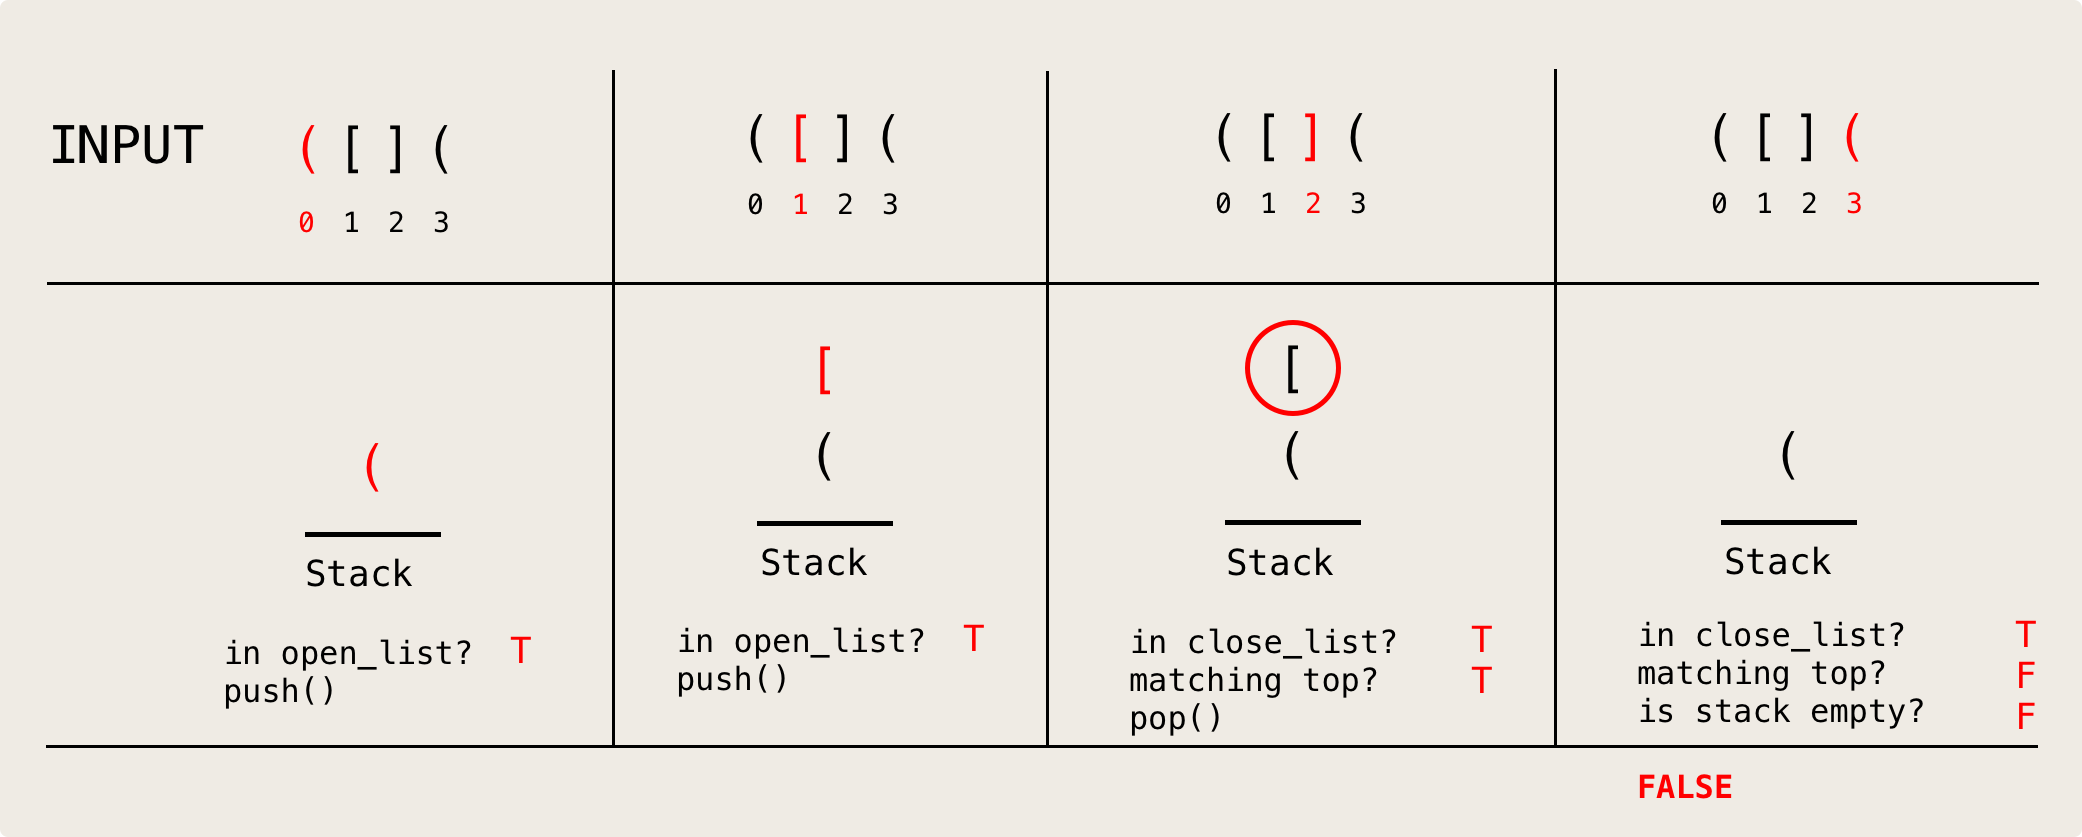 INPUT
( [ ] (
0 1 2 3
( [ ] (
0 1 2 3
( [ ] (
0 1 2 3
( [ ] (
0 1 2 3
(
Stack
in open_list? T
push()
[
(
Stack
in open_list? T
push()
[
(
Stack
in close_list? T
matching top? T
pop()
(
Stack
in close_list? T
matching top? F
is stack empty? F
FALSE